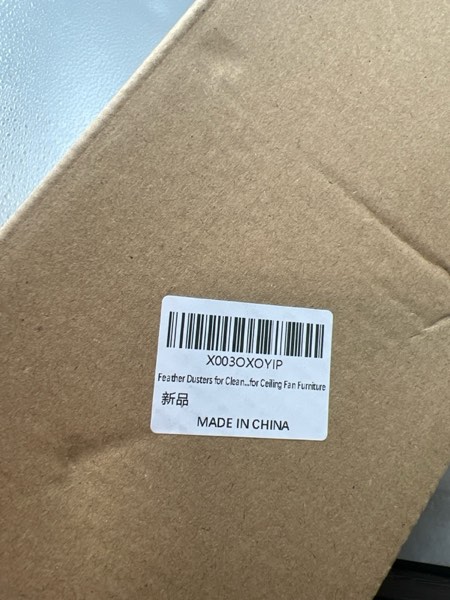 X003OXOYIP
Feather Dusters for Clean...for Ceiling Fan Furniture
新品
MADE IN CHINA